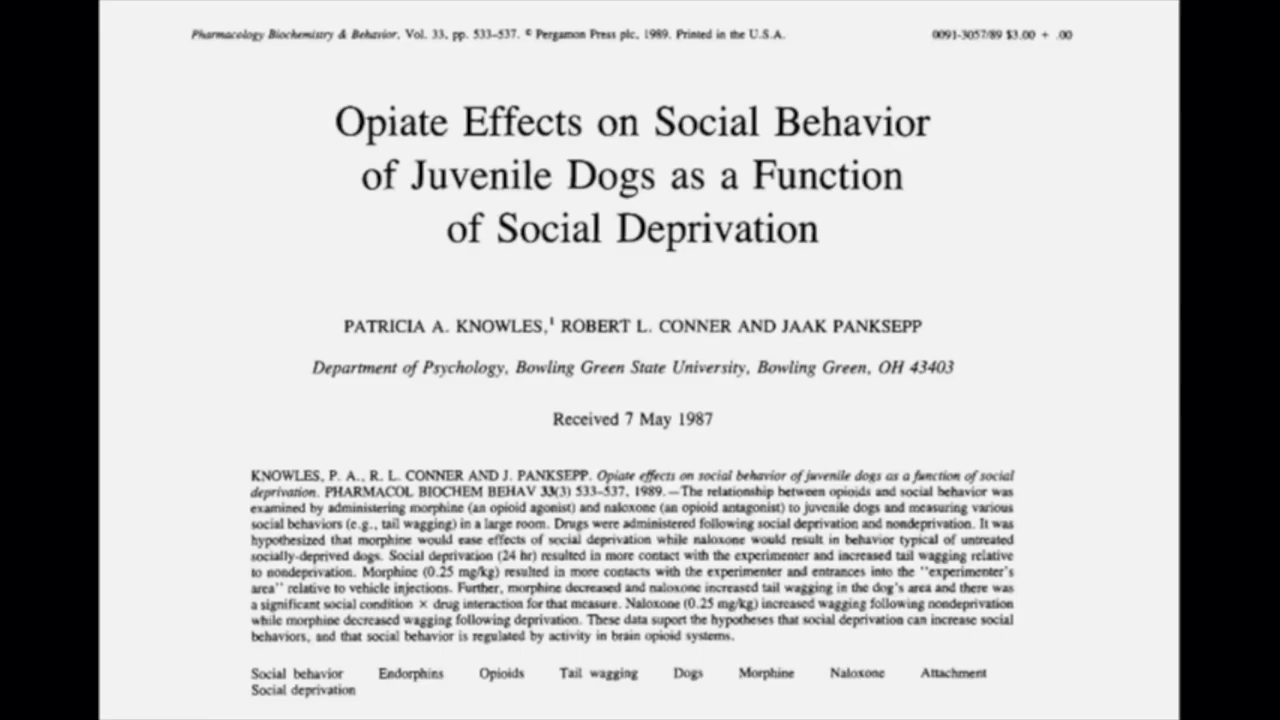 Pharmacology Biochemistry & Behavior, Vol. 33, pp. 533–537. © Pergamon Press plc, 1989. Printed in the U.S.A. 0091-3057/89 $3.00 + .00
Opiate Effects on Social Behavior
of Juvenile Dogs as a Function
of Social Deprivation
PATRICIA A. KNOWLES,¹ ROBERT L. CONNER AND JAAK PANKSEPP
Department of Psychology, Bowling Green State University, Bowling Green, OH 43403
Received 7 May 1987
KNOWLES, P. A., R. L. CONNER AND J. PANKSEPP. Opiate effects on social behavior of juvenile dogs as a function of social
deprivation. PHARMACOL BIOCHEM BEHAV 33(3) 533–537, 1989.—The relationship between opioids and social behavior was
examined by administering morphine (an opioid agonist) and naloxone (an opioid antagonist) to juvenile dogs and measuring various
social behaviors (e.g., tail wagging) in a large room. Drugs were administered following social deprivation and nondeprivation. It was
hypothesized that morphine would ease effects of social deprivation while naloxone would result in behavior typical of untreated
socially-deprived dogs. Social deprivation (24 hr) resulted in more contact with the experimenter and increased tail wagging relative
to nondeprivation. Morphine (0.25 mg/kg) resulted in more contacts with the experimenter and entrances into the "experimenter's
area" relative to vehicle injections. Further, morphine decreased and naloxone increased tail wagging in the dog's area and there was
a significant social condition × drug interaction for that measure. Naloxone (0.25 mg/kg) increased wagging following nondeprivation
while morphine decreased wagging following deprivation. These data suport the hypotheses that social deprivation can increase social
behaviors, and that social behavior is regulated by activity in brain opioid systems.
Social behavior Endorphins Opioids Tail wagging Dogs Morphine Naloxone Attachment
Social deprivation